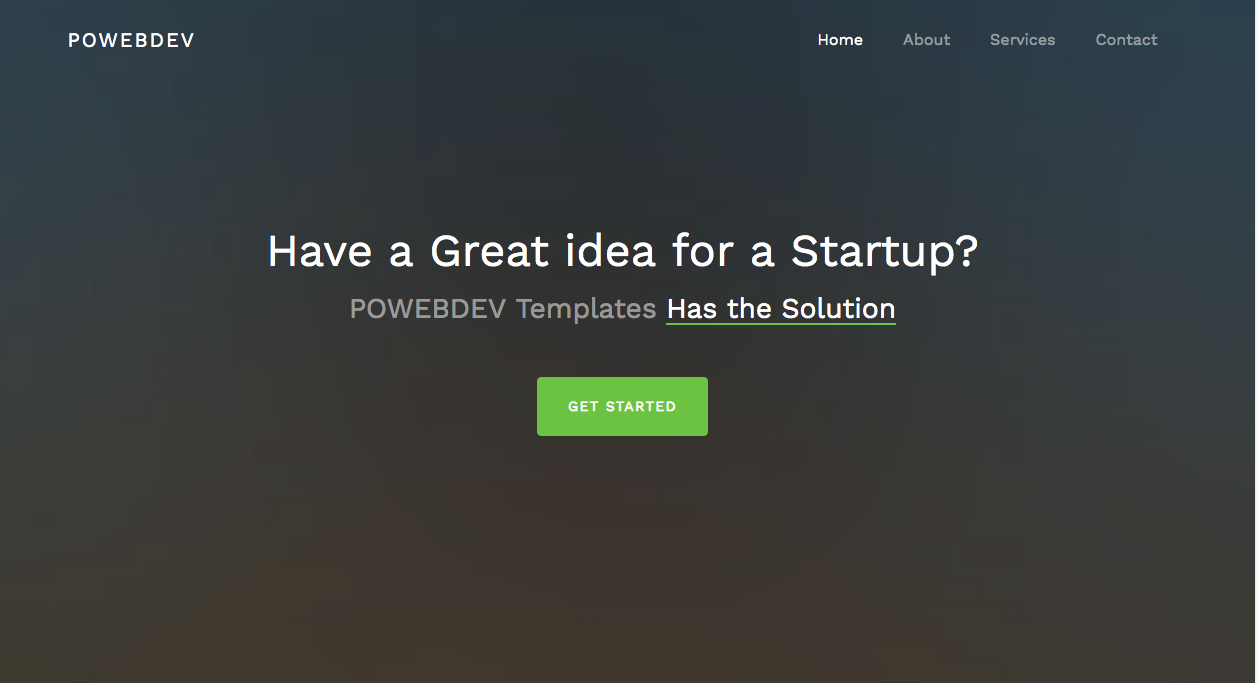 POWEBDEV
Home About Services Contact
Have a Great idea for a Startup?
POWEBDEV Templates Has the Solution
GET STARTED